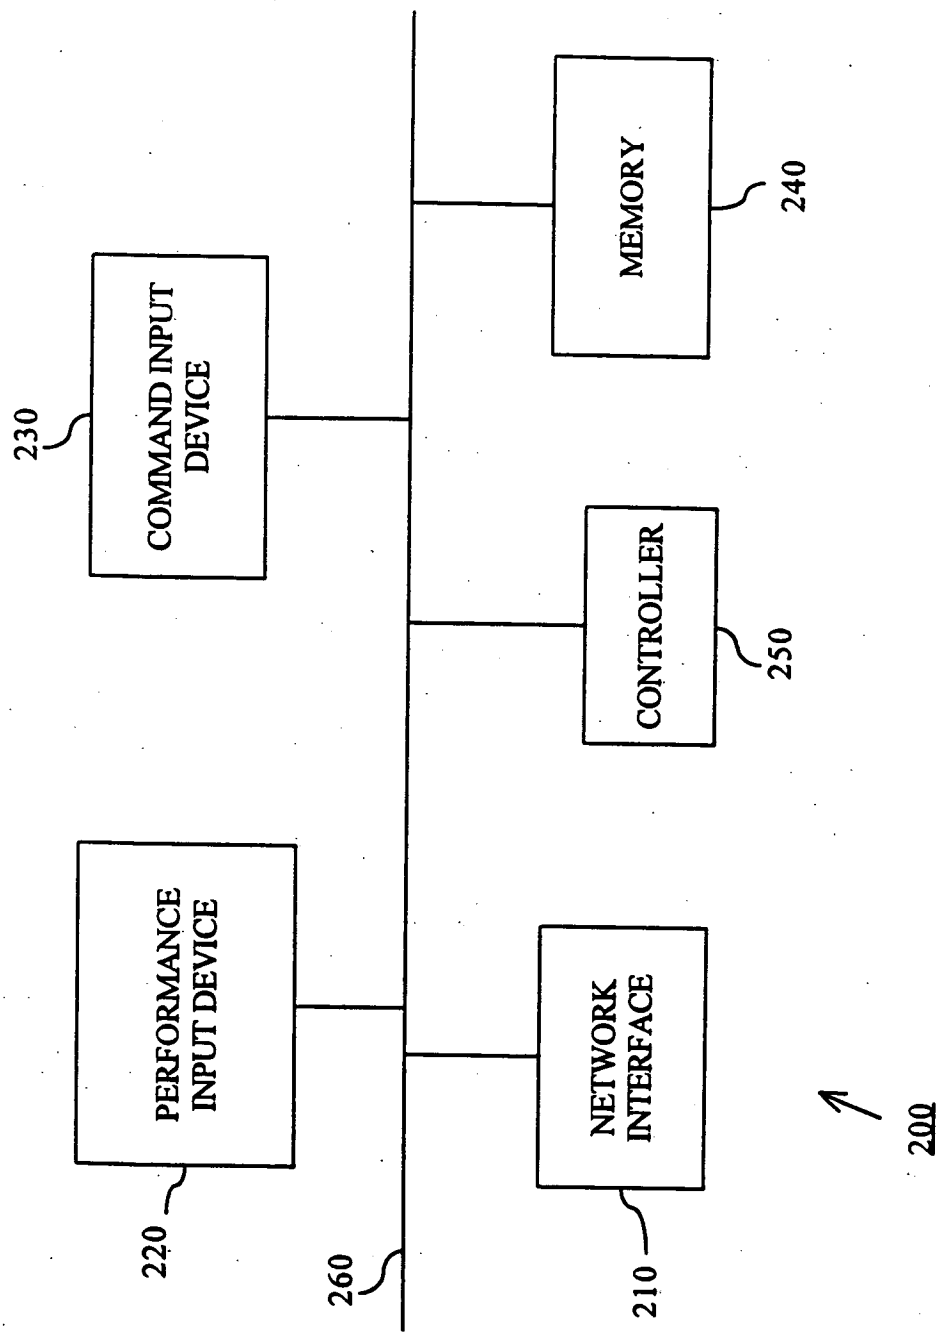 220
PERFORMANCE
INPUT DEVICE
230
COMMAND INPUT
DEVICE
260
210
NETWORK
INTERFACE
CONTROLLER
250
MEMORY
240
200